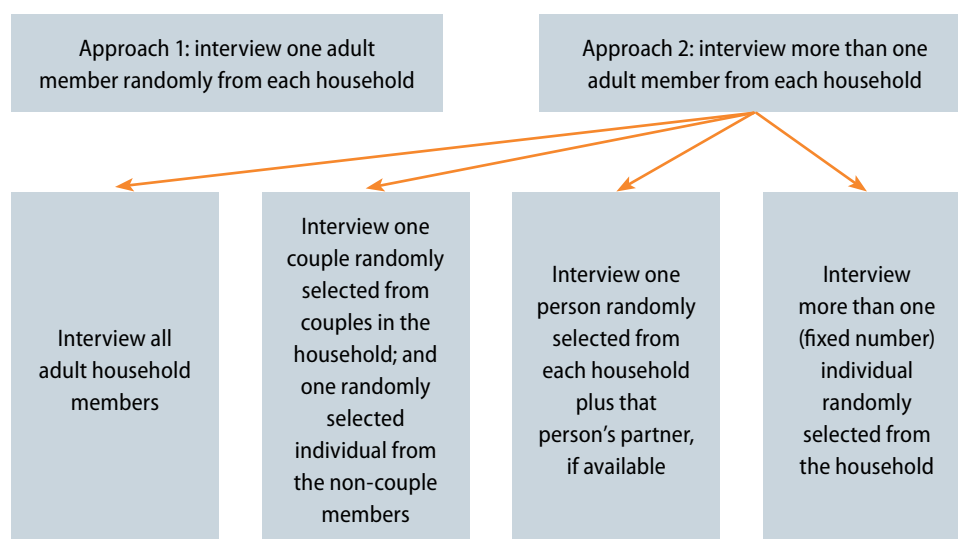 Approach 1: interview one adult
member randomly from each household
Approach 2: interview more than one
adult member from each household
Interview all
adult household
members
Interview one
couple randomly
selected from
couples in the
household; and
one randomly
selected
individual from
the non-couple
members
Interview one
person randomly
selected from
each household
plus that
person’s partner,
if available
Interview
more than one
(fixed number)
individual
randomly
selected from
the household